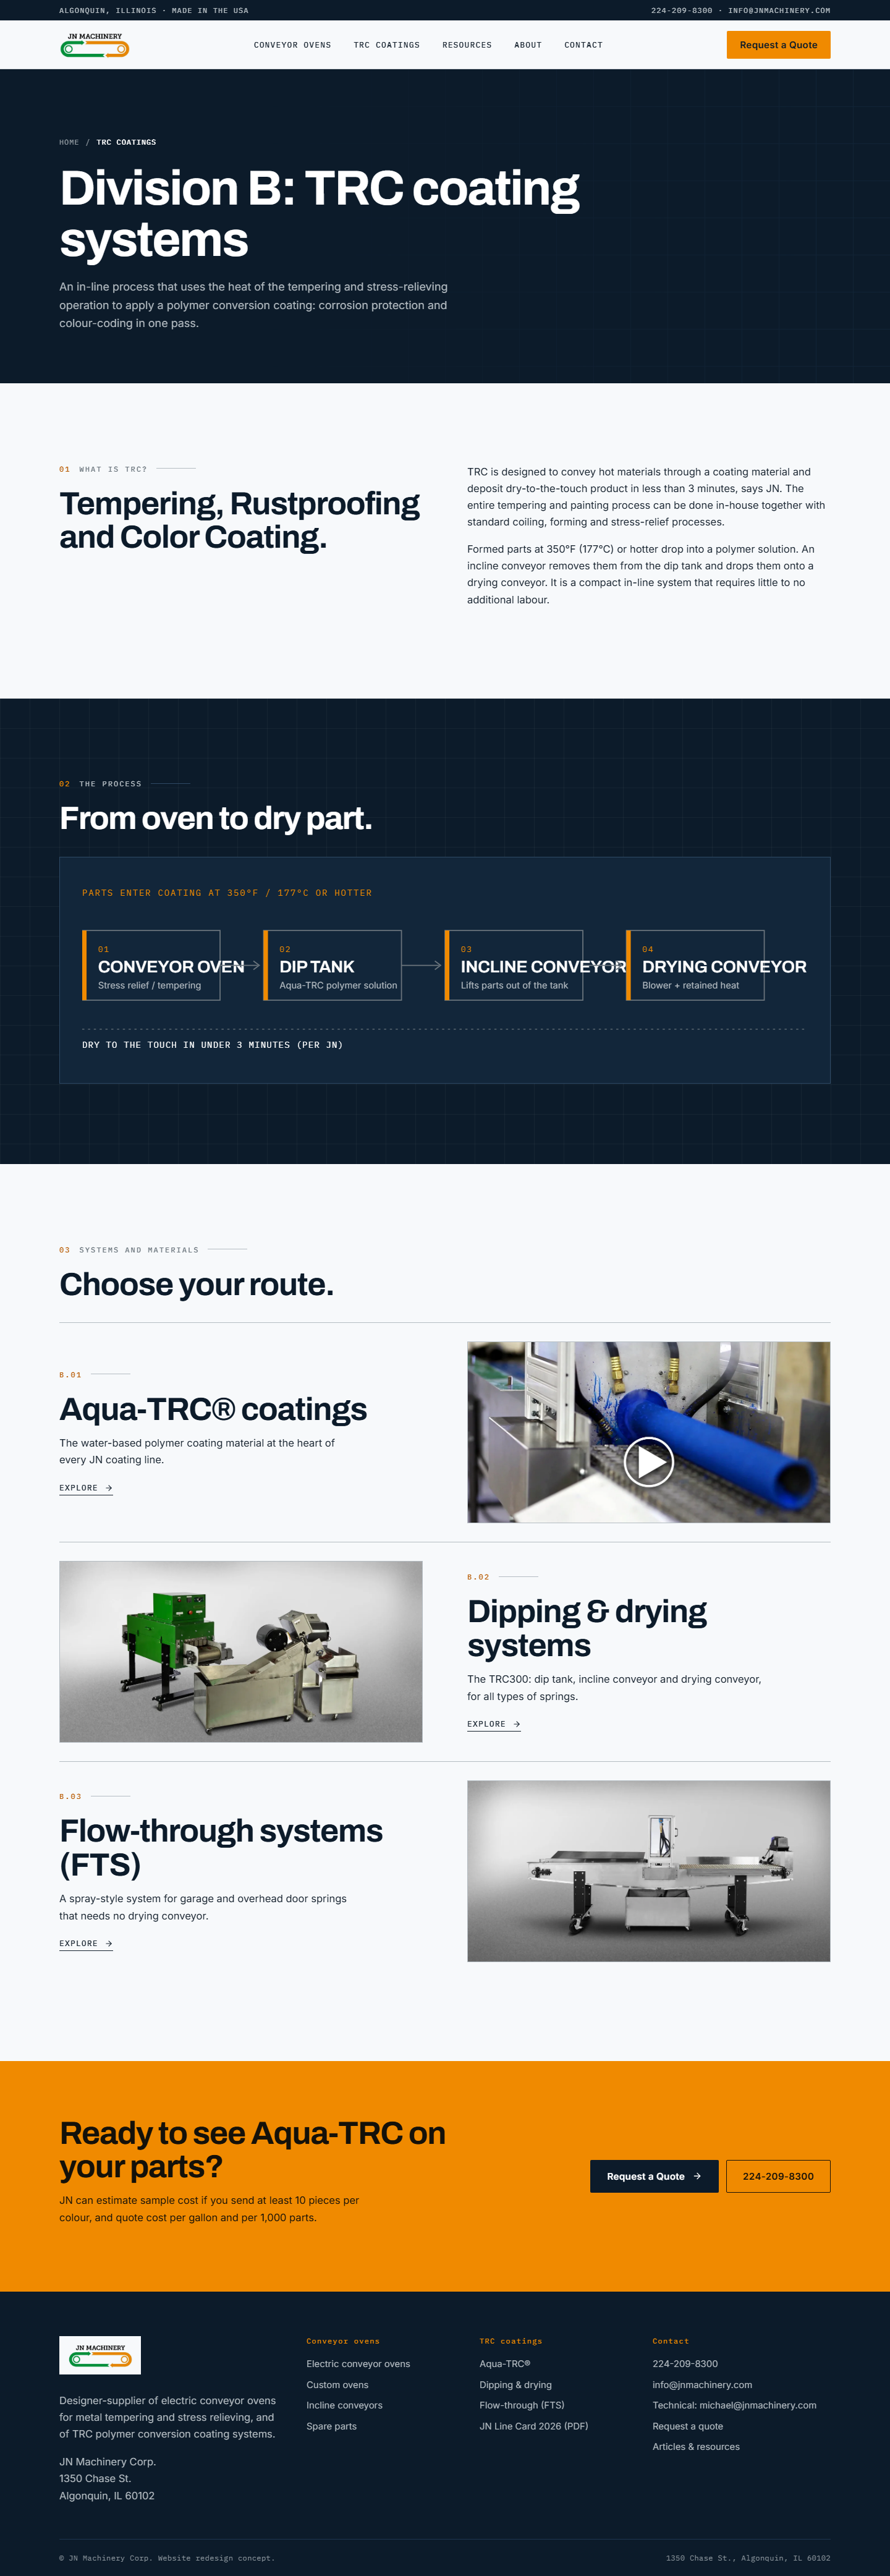 ALGONQUIN, ILLINOIS · MADE IN THE USA
224-209-8300 · INFO@JNMACHINERY.COM
JN MACHINERY
CONVEYOR OVENS
TRC COATINGS
RESOURCES
ABOUT
CONTACT
Request a Quote
HOME / TRC COATINGS
Division B: TRC coating
systems
An in-line process that uses the heat of the tempering and stress-relieving
operation to apply a polymer conversion coating: corrosion protection and
colour-coding in one pass.
01 WHAT IS TRC?
Tempering, Rustproofing
and Color Coating.
TRC is designed to convey hot materials through a coating material and
deposit dry-to-the-touch product in less than 3 minutes, says JN. The
entire tempering and painting process can be done in-house together with
standard coiling, forming and stress-relief processes.
Formed parts at 350°F (177°C) or hotter drop into a polymer solution. An
incline conveyor removes them from the dip tank and drops them onto a
drying conveyor. It is a compact in-line system that requires little to no
additional labour.
02 THE PROCESS
From oven to dry part.
PARTS ENTER COATING AT 350°F / 177°C OR HOTTER
01
CONVEYOR OVEN
Stress relief / tempering
02
DIP TANK
Aqua-TRC polymer solution
03
INCLINE CONVEYOR
Lifts parts out of the tank
04
DRYING CONVEYOR
Blower + retained heat
DRY TO THE TOUCH IN UNDER 3 MINUTES (PER JN)
03 SYSTEMS AND MATERIALS
Choose your route.
B.01
Aqua-TRC® coatings
The water-based polymer coating material at the heart of
every JN coating line.
EXPLORE →
B.02
Dipping & drying
systems
The TRC300: dip tank, incline conveyor and drying conveyor,
for all types of springs.
EXPLORE →
B.03
Flow-through systems
(FTS)
A spray-style system for garage and overhead door springs
that needs no drying conveyor.
EXPLORE →
Ready to see Aqua-TRC on
your parts?
JN can estimate sample cost if you send at least 10 pieces per
colour, and quote cost per gallon and per 1,000 parts.
Request a Quote →
224-209-8300
JN MACHINERY
Designer-supplier of electric conveyor ovens
for metal tempering and stress relieving, and
of TRC polymer conversion coating systems.
JN Machinery Corp.
1350 Chase St.
Algonquin, IL 60102
Conveyor ovens
Electric conveyor ovens
Custom ovens
Incline conveyors
Spare parts
TRC coatings
Aqua-TRC®
Dipping & drying
Flow-through (FTS)
JN Line Card 2026 (PDF)
Contact
224-209-8300
info@jnmachinery.com
Technical: michael@jnmachinery.com
Request a quote
Articles & resources
© JN Machinery Corp. Website redesign concept.
1350 Chase St., Algonquin, IL 60102